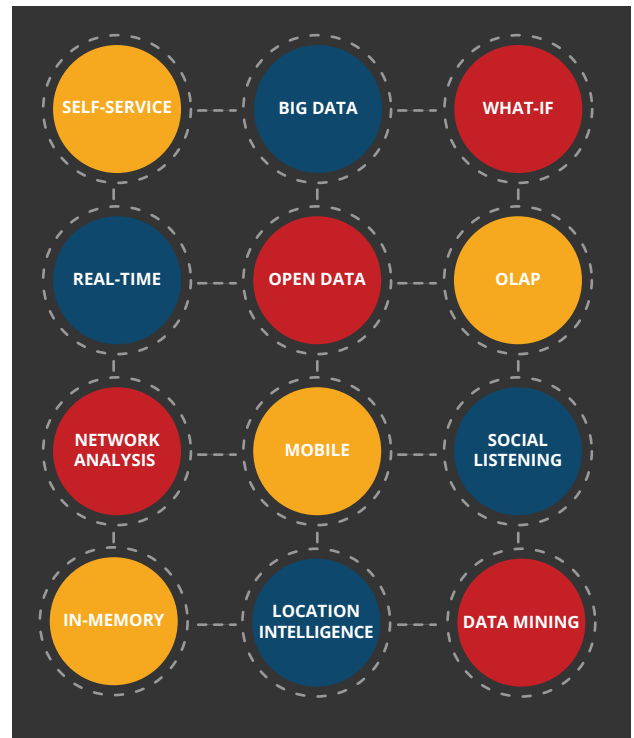 SELF-SERVICE
BIG DATA
WHAT-IF
REAL-TIME
OPEN DATA
OLAP
NETWORK
ANALYSIS
MOBILE
SOCIAL
LISTENING
IN-MEMORY
LOCATION
INTELLIGENCE
DATA MINING